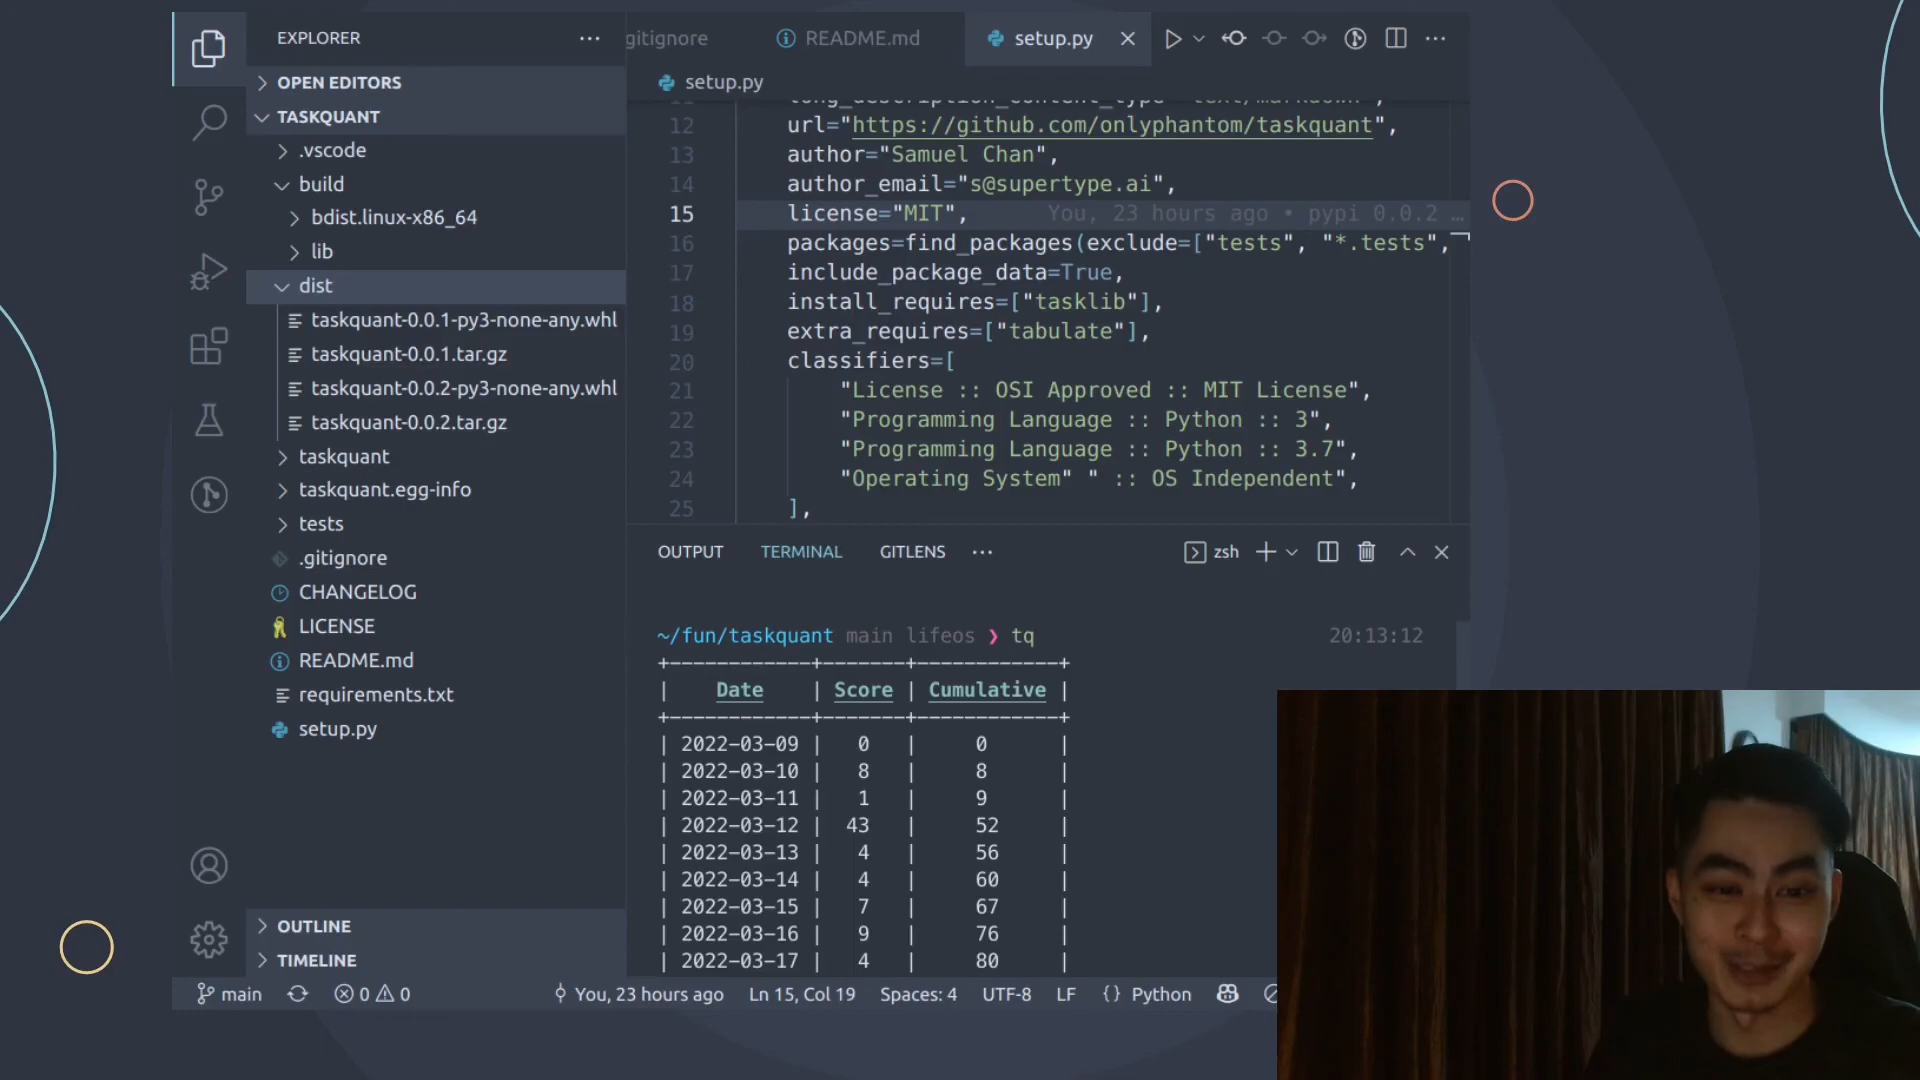 EXPLORER
OPEN EDITORS
TASKQUANT
.vscode
build
bdist.linux-x86_64
lib
dist
taskquant-0.0.1-py3-none-any.whl
taskquant-0.0.1.tar.gz
taskquant-0.0.2-py3-none-any.whl
taskquant-0.0.2.tar.gz
taskquant
taskquant.egg-info
tests
.gitignore
CHANGELOG
LICENSE
README.md
requirements.txt
setup.py
OUTLINE
TIMELINE
gitignore
README.md
setup.py
setup.py
long_description_content_type="text/markdown",
12 url="https://github.com/onlyphantom/taskquant",
13 author="Samuel Chan",
14 author_email="s@supertype.ai",
15 license="MIT", You, 23 hours ago • pypi 0.0.2 …
16 packages=find_packages(exclude=["tests", "*.tests",
17 include_package_data=True,
18 install_requires=["tasklib"],
19 extra_requires=["tabulate"],
20 classifiers=[
21 "License :: OSI Approved :: MIT License",
22 "Programming Language :: Python :: 3",
23 "Programming Language :: Python :: 3.7",
24 "Operating System" " :: OS Independent",
25 ],
OUTPUT TERMINAL GITLENS ··· zsh
~/fun/taskquant main lifeos ❯ tq 20:13:12
+------------+-------+------------+
| Date | Score | Cumulative |
+------------+-------+------------+
| 2022-03-09 | 0 | 0 |
| 2022-03-10 | 8 | 8 |
| 2022-03-11 | 1 | 9 |
| 2022-03-12 | 43 | 52 |
| 2022-03-13 | 4 | 56 |
| 2022-03-14 | 4 | 60 |
| 2022-03-15 | 7 | 67 |
| 2022-03-16 | 9 | 76 |
| 2022-03-17 | 4 | 80 |
main 0 0 You, 23 hours ago Ln 15, Col 19 Spaces: 4 UTF-8 LF {} Python